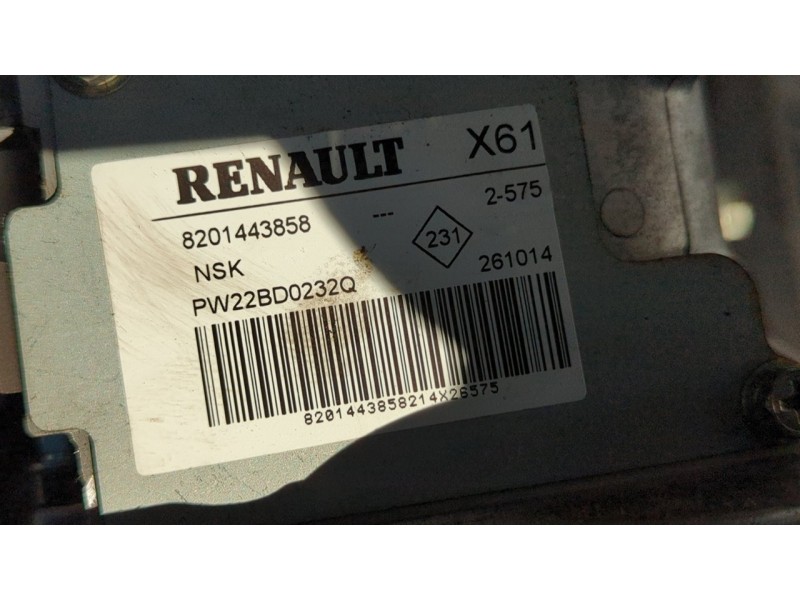 RENAULT X61
8201443858 --- 231 2-575
NSK 261014
PW22BD0232Q
8201443858214X26575